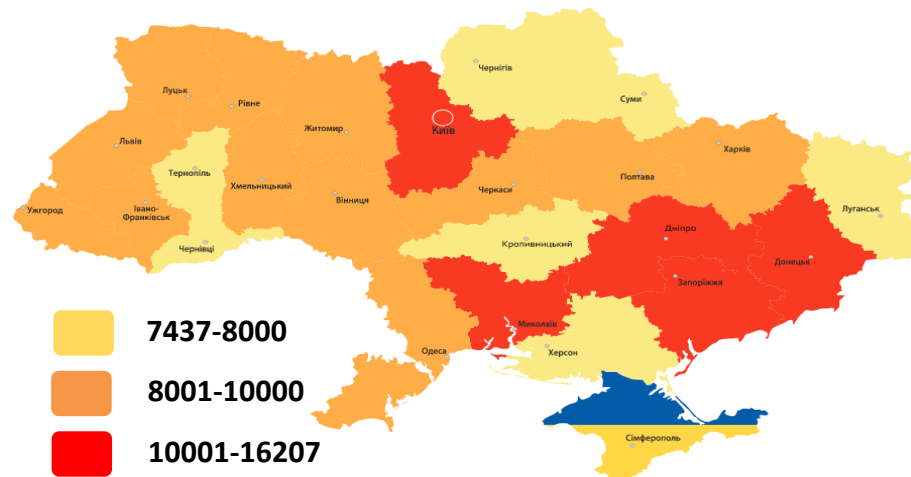 Чернігів
Луцьк
Рівне
Суми
Житомир
Київ
Львів
Харків
Тернопіль
Хмельницький
Черкаси
Полтава
Вінниця
Ужгород
Івано-
Франківськ
Луганськ
Чернівці
Кропивницький
Дніпро
Донецьк
Запоріжжя
Миколаїв
Одеса
Херсон
Сімферополь
7437-8000
8001-10000
10001-16207